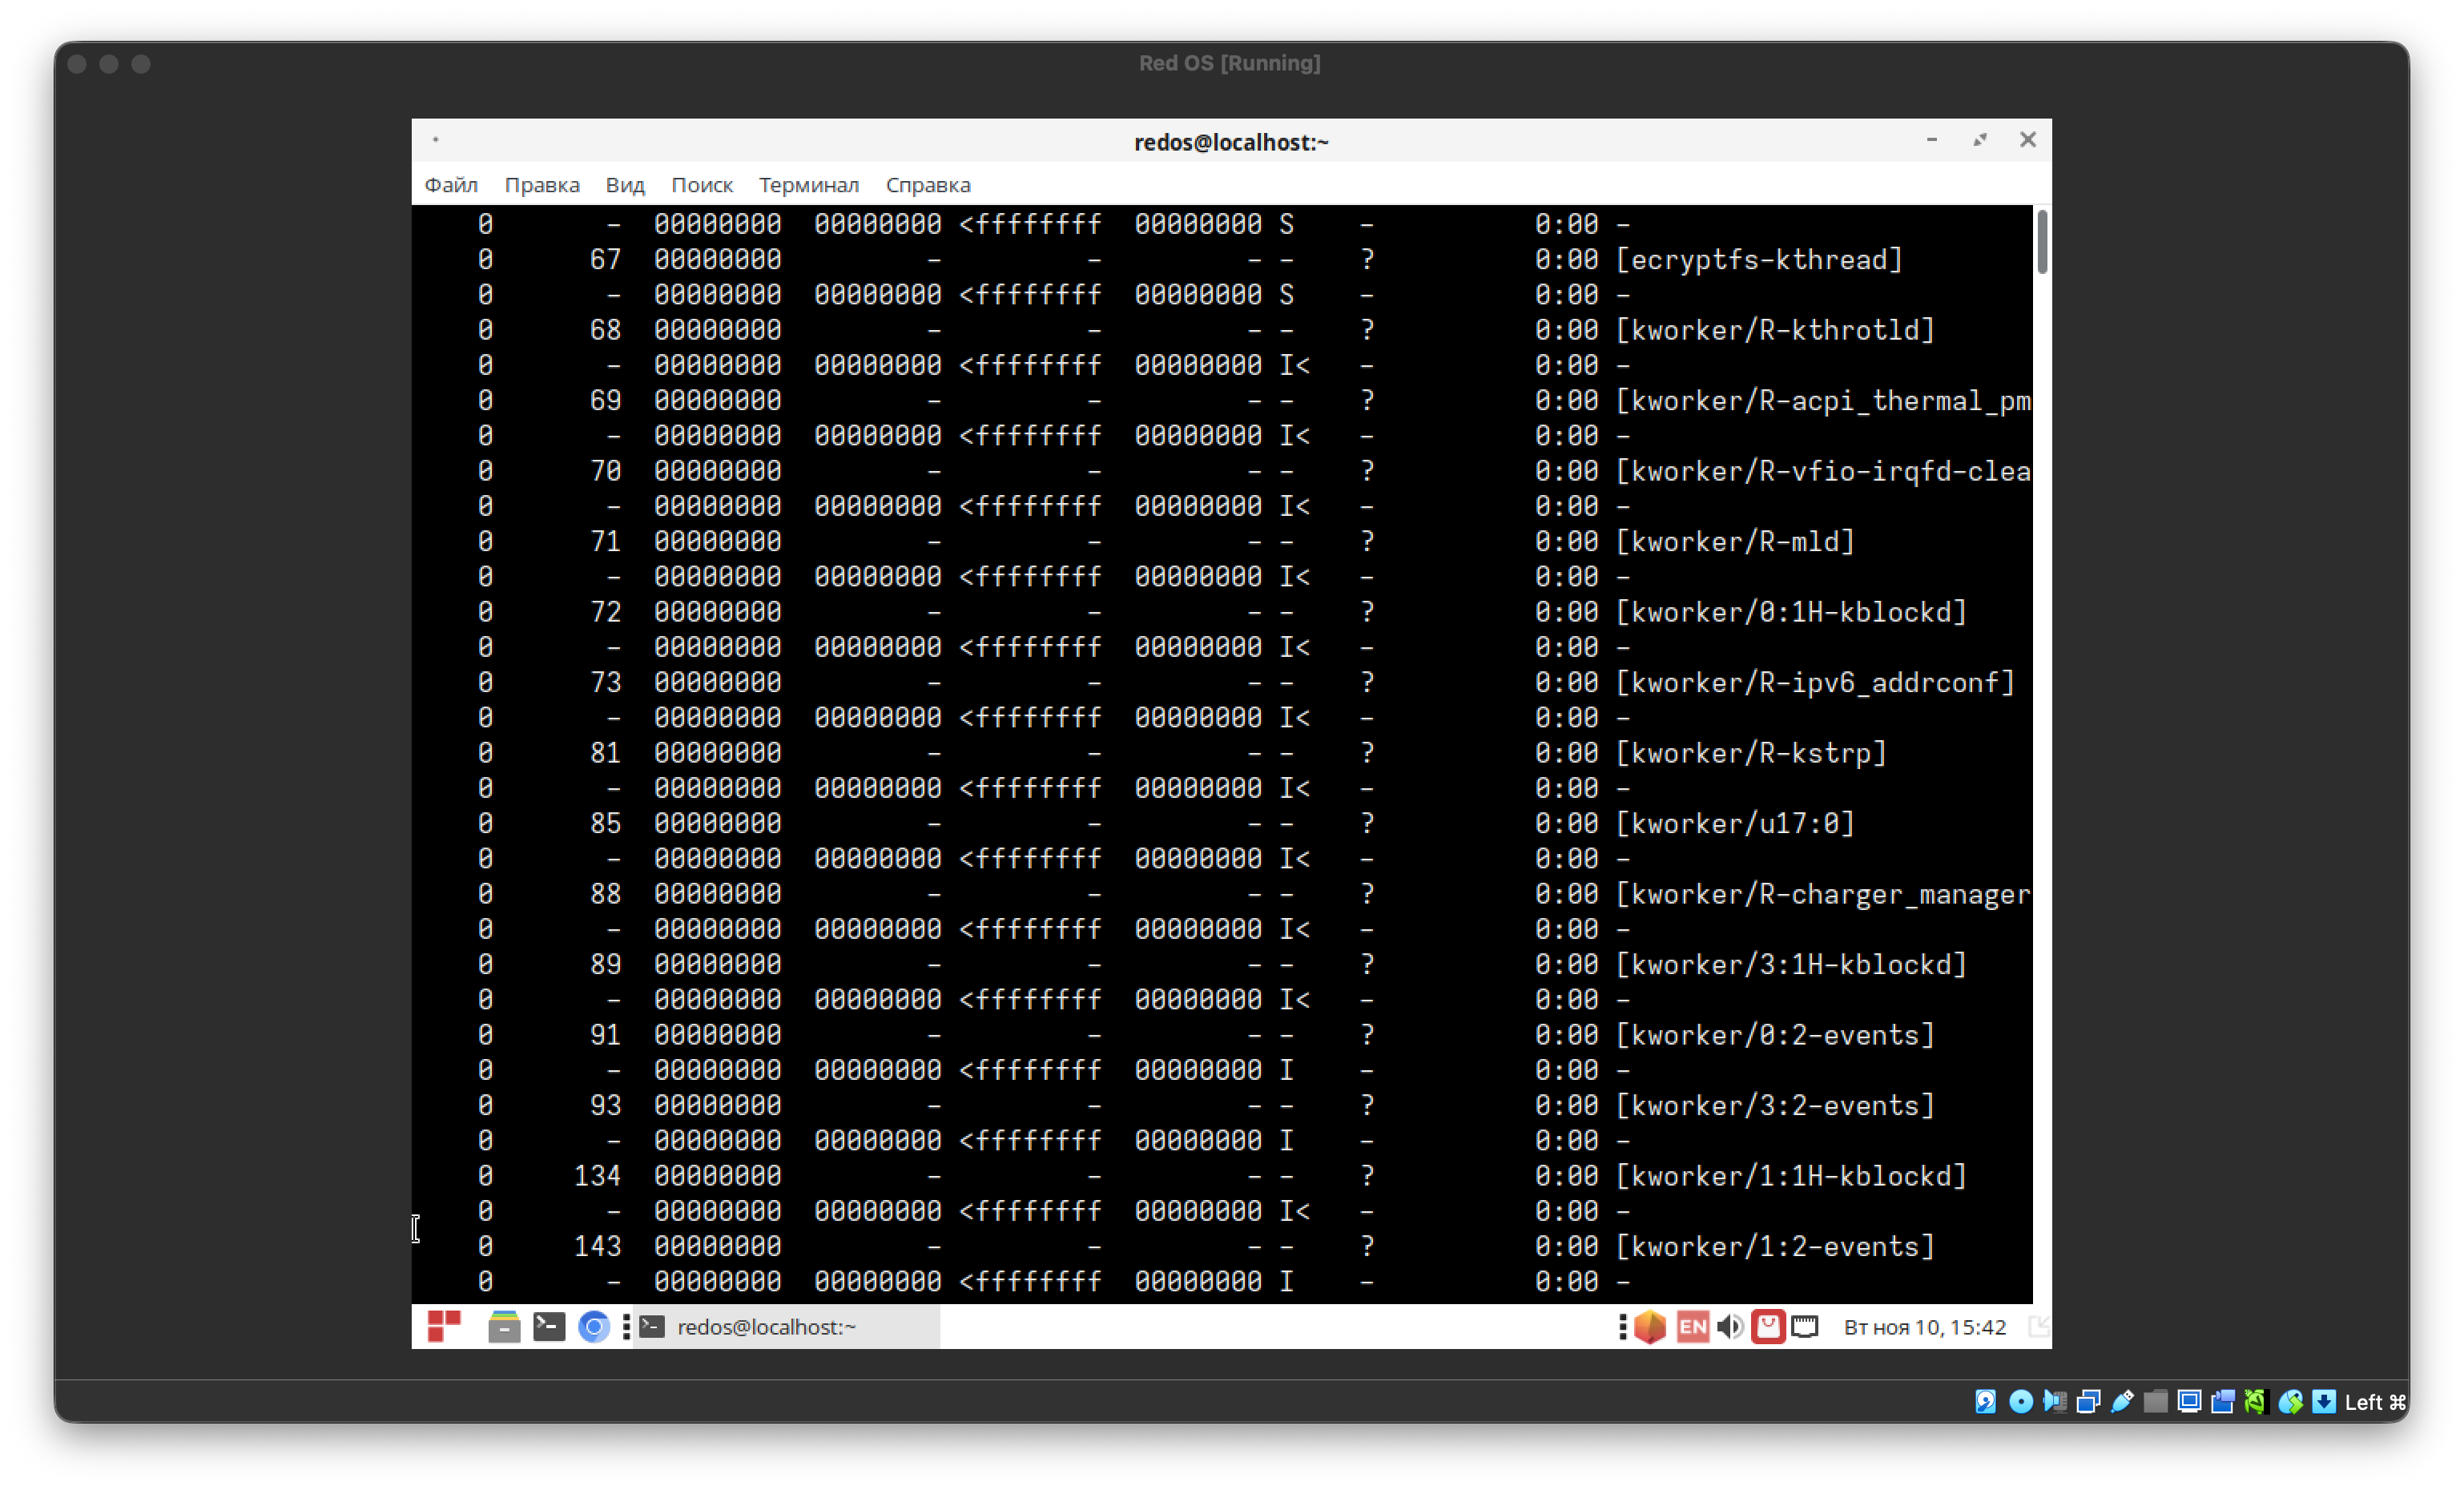 Red OS [Running]
redos@localhost:~
Файл Правка Вид Поиск Терминал Справка
0 - 00000000 00000000 <ffffffff 00000000 S - 0:00 -
0 67 00000000 - - - - ? 0:00 [ecryptfs-kthread]
0 - 00000000 00000000 <ffffffff 00000000 S - 0:00 -
0 68 00000000 - - - - ? 0:00 [kworker/R-kthrotld]
0 - 00000000 00000000 <ffffffff 00000000 I< - 0:00 -
0 69 00000000 - - - - ? 0:00 [kworker/R-acpi_thermal_pm
0 - 00000000 00000000 <ffffffff 00000000 I< - 0:00 -
0 70 00000000 - - - - ? 0:00 [kworker/R-vfio-irqfd-clea
0 - 00000000 00000000 <ffffffff 00000000 I< - 0:00 -
0 71 00000000 - - - - ? 0:00 [kworker/R-mld]
0 - 00000000 00000000 <ffffffff 00000000 I< - 0:00 -
0 72 00000000 - - - - ? 0:00 [kworker/0:1H-kblockd]
0 - 00000000 00000000 <ffffffff 00000000 I< - 0:00 -
0 73 00000000 - - - - ? 0:00 [kworker/R-ipv6_addrconf]
0 - 00000000 00000000 <ffffffff 00000000 I< - 0:00 -
0 81 00000000 - - - - ? 0:00 [kworker/R-kstrp]
0 - 00000000 00000000 <ffffffff 00000000 I< - 0:00 -
0 85 00000000 - - - - ? 0:00 [kworker/u17:0]
0 - 00000000 00000000 <ffffffff 00000000 I< - 0:00 -
0 88 00000000 - - - - ? 0:00 [kworker/R-charger_manager
0 - 00000000 00000000 <ffffffff 00000000 I< - 0:00 -
0 89 00000000 - - - - ? 0:00 [kworker/3:1H-kblockd]
0 - 00000000 00000000 <ffffffff 00000000 I< - 0:00 -
0 91 00000000 - - - - ? 0:00 [kworker/0:2-events]
0 - 00000000 00000000 <ffffffff 00000000 I - 0:00 -
0 93 00000000 - - - - ? 0:00 [kworker/3:2-events]
0 - 00000000 00000000 <ffffffff 00000000 I - 0:00 -
0 134 00000000 - - - - ? 0:00 [kworker/1:1H-kblockd]
0 - 00000000 00000000 <ffffffff 00000000 I< - 0:00 -
0 143 00000000 - - - - ? 0:00 [kworker/1:2-events]
0 - 00000000 00000000 <ffffffff 00000000 I - 0:00 -
redos@localhost:~ EN Вт ноя 10, 15:42
Left ⌘